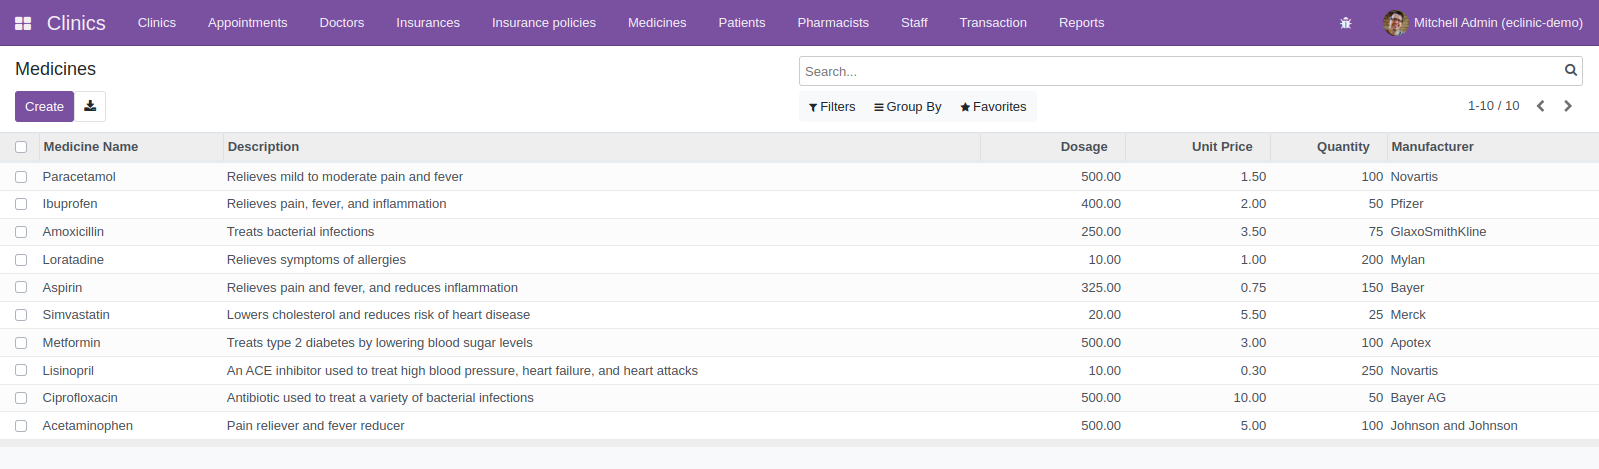 Clinics Clinics Appointments Doctors Insurances Insurance policies Medicines Patients Pharmacists Staff Transaction Reports Mitchell Admin (eclinic-demo)
Medicines Search...
Create Filters Group By Favorites 1-10 / 10
Medicine Name Description Dosage Unit Price Quantity Manufacturer
Paracetamol Relieves mild to moderate pain and fever 500.00 1.50 100 Novartis
Ibuprofen Relieves pain, fever, and inflammation 400.00 2.00 50 Pfizer
Amoxicillin Treats bacterial infections 250.00 3.50 75 GlaxoSmithKline
Loratadine Relieves symptoms of allergies 10.00 1.00 200 Mylan
Aspirin Relieves pain and fever, and reduces inflammation 325.00 0.75 150 Bayer
Simvastatin Lowers cholesterol and reduces risk of heart disease 20.00 5.50 25 Merck
Metformin Treats type 2 diabetes by lowering blood sugar levels 500.00 3.00 100 Apotex
Lisinopril An ACE inhibitor used to treat high blood pressure, heart failure, and heart attacks 10.00 0.30 250 Novartis
Ciprofloxacin Antibiotic used to treat a variety of bacterial infections 500.00 10.00 50 Bayer AG
Acetaminophen Pain reliever and fever reducer 500.00 5.00 100 Johnson and Johnson